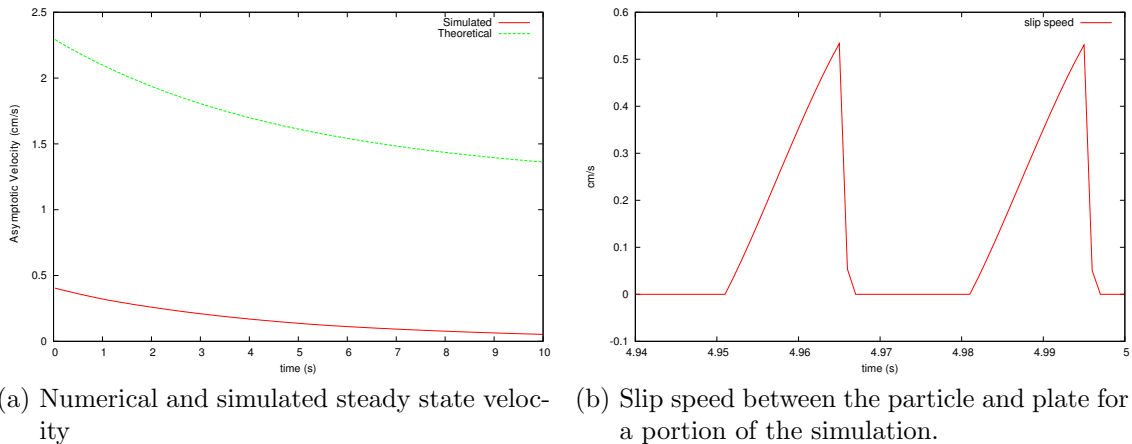 Simulated
Theoretical
2.5
2
1.5
1
0.5
0
Asymptotic Velocity (cm/s)
0 1 2 3 4 5 6 7 8 9 10
time (s)
slip speed
0.6
0.5
0.4
0.3
0.2
0.1
0
-0.1
cm/s
4.94 4.95 4.96 4.97 4.98 4.99 5
time (s)
(a) Numerical and simulated steady state veloc-
ity
(b) Slip speed between the particle and plate for
a portion of the simulation.